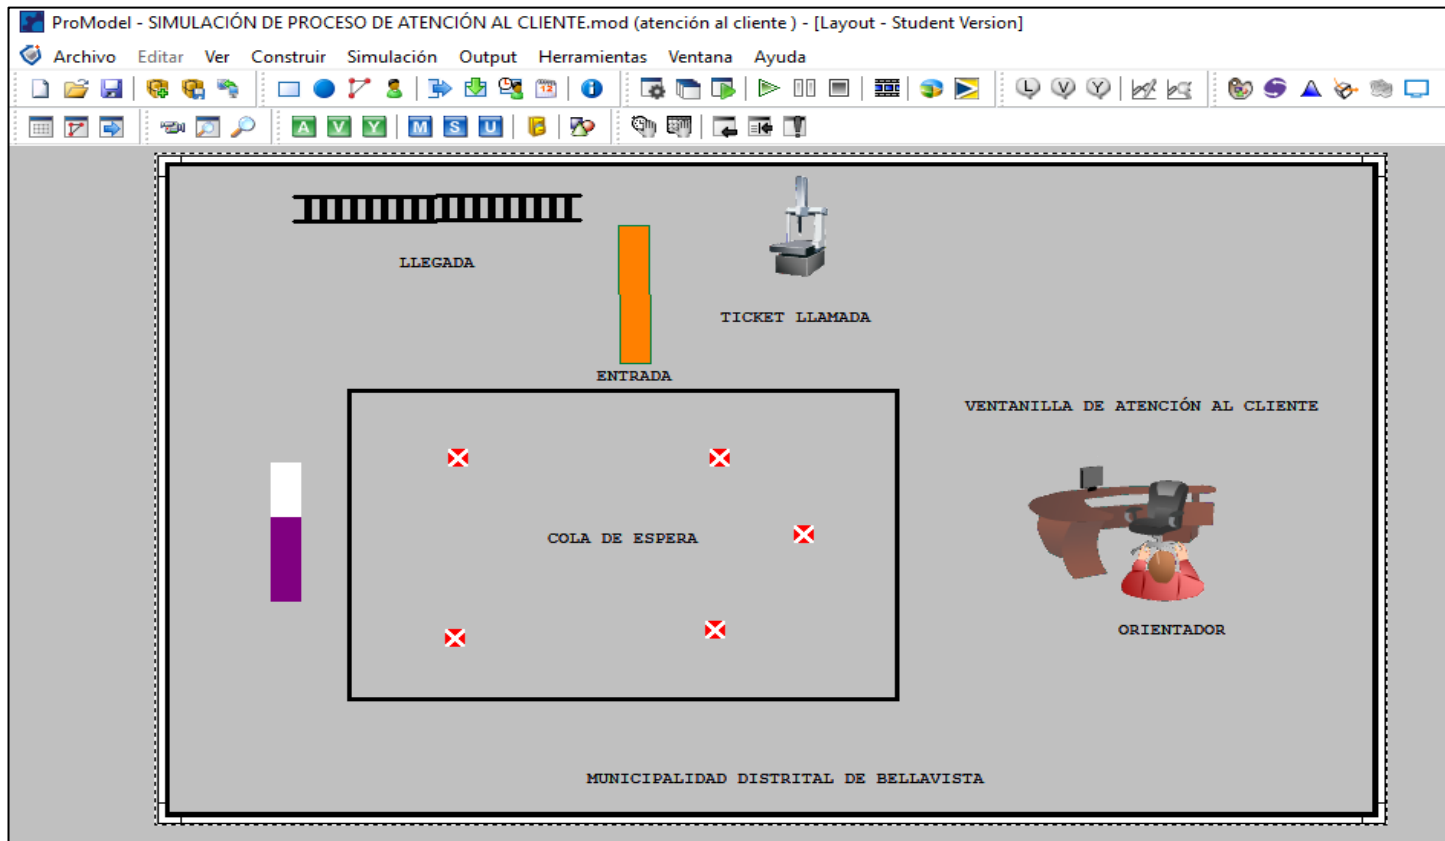 ProModel - SIMULACIÓN DE PROCESO DE ATENCIÓN AL CLIENTE.mod (atención al cliente ) - [Layout - Student Version]
Archivo Editar Ver Construir Simulación Output Herramientas Ventana Ayuda
12
L V Y
A V Y M S U
LLEGADA
TICKET LLAMADA
ENTRADA
VENTANILLA DE ATENCIÓN AL CLIENTE
COLA DE ESPERA
ORIENTADOR
MUNICIPALIDAD DISTRITAL DE BELLAVISTA